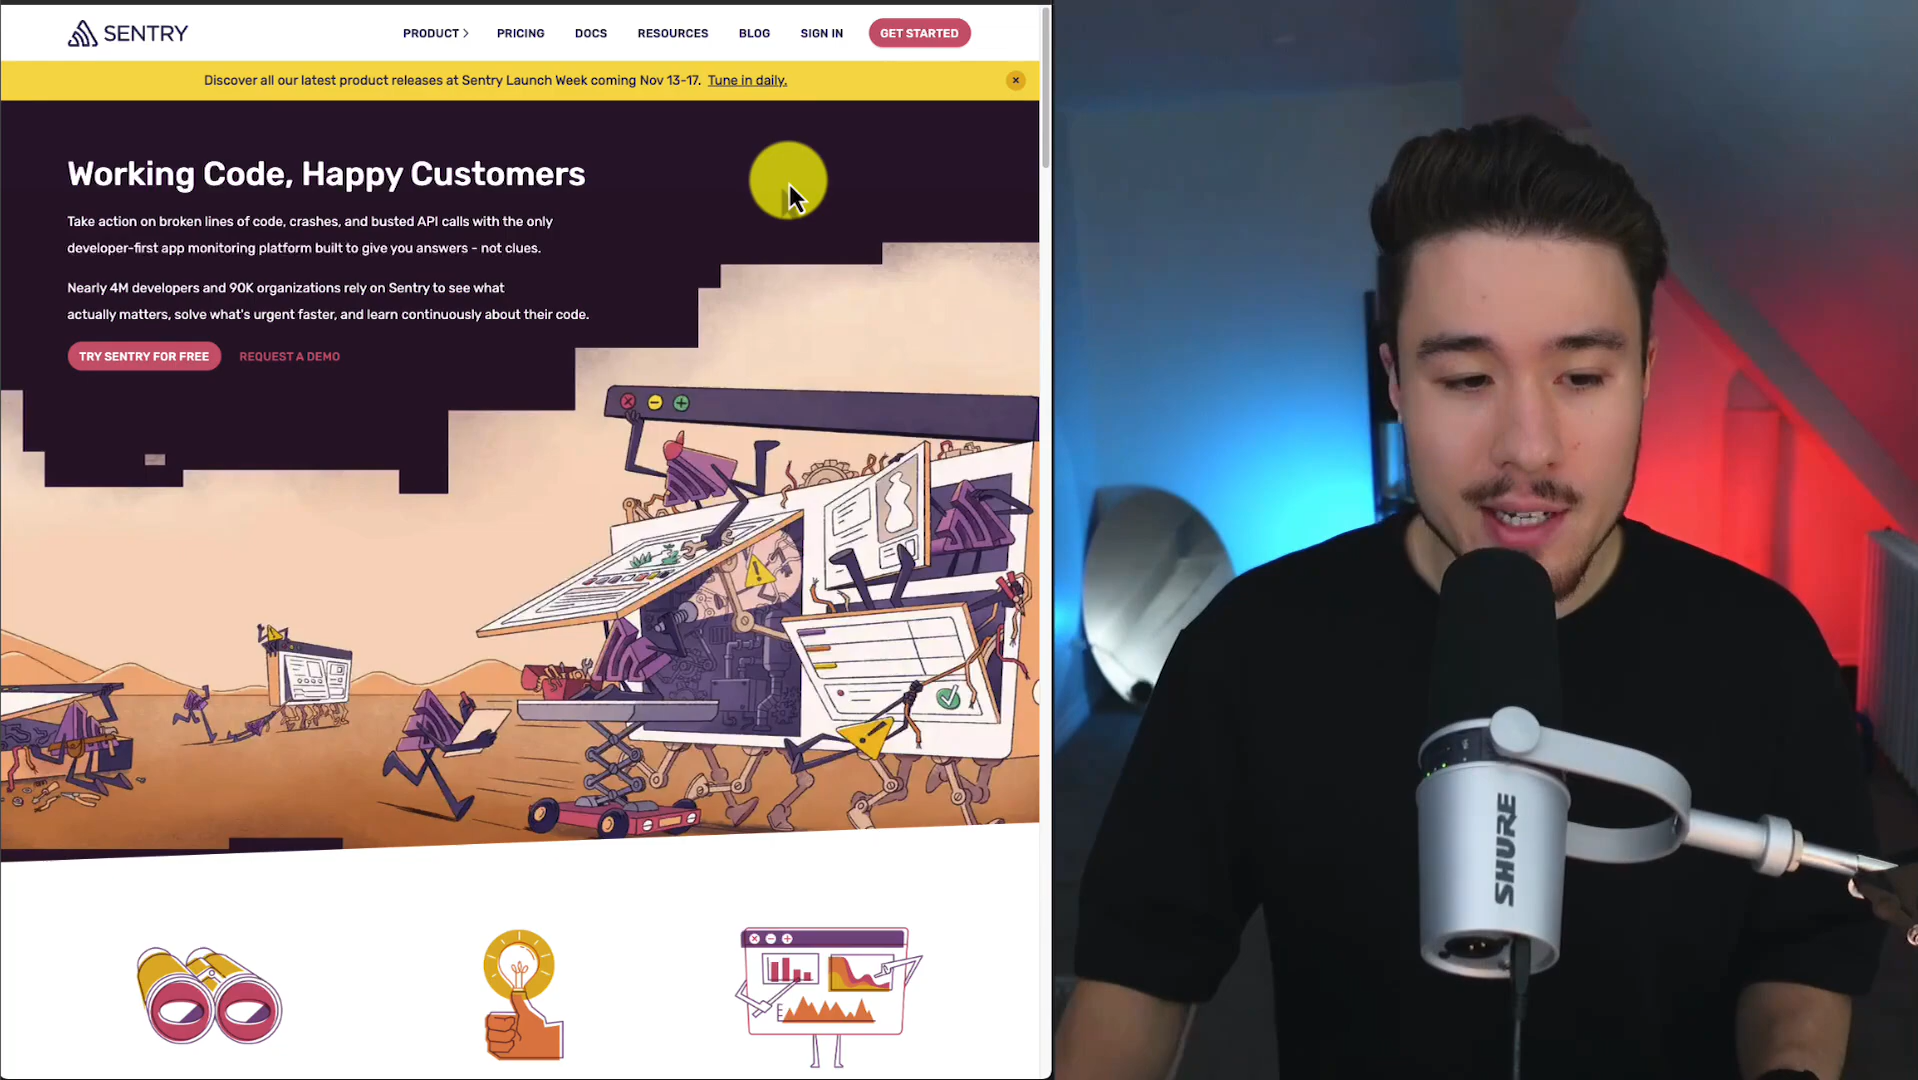 SENTRY
PRODUCT
PRICING
DOCS
RESOURCES
BLOG
SIGN IN
GET STARTED
Discover all our latest product releases at Sentry Launch Week coming Nov 13-17. Tune in daily.
Working Code, Happy Customers
Take action on broken lines of code, crashes, and busted API calls with the only
developer-first app monitoring platform built to give you answers - not clues.
Nearly 4M developers and 90K organizations rely on Sentry to see what
actually matters, solve what's urgent faster, and learn continuously about their code.
TRY SENTRY FOR FREE
REQUEST A DEMO
SHURE